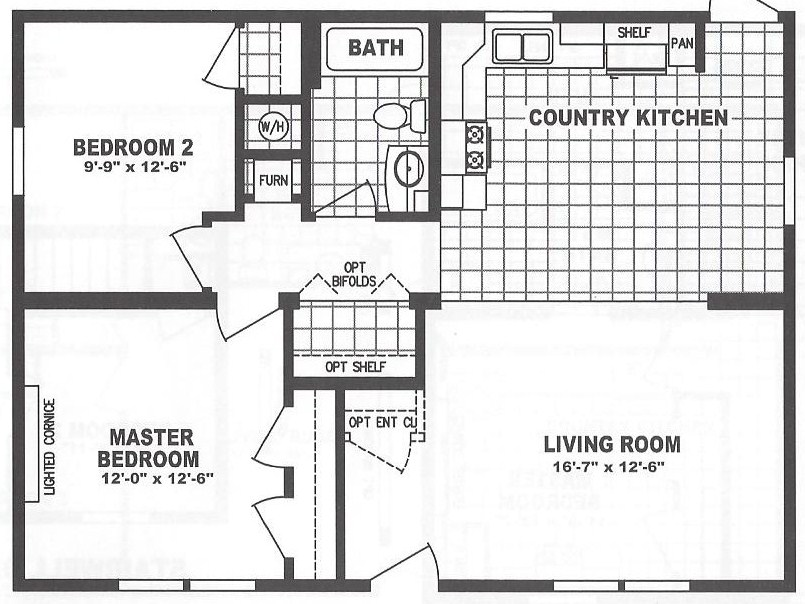 BATH
SHELF
PAN
COUNTRY KITCHEN
W/H
BEDROOM 2
9'-9" x 12'-6"
FURN
OPT
BIFOLDS
OPT SHELF
LIGHTED CORNICE
OPT ENT CL
MASTER
BEDROOM
12'-0" x 12'-6"
LIVING ROOM
16'-7" x 12'-6"